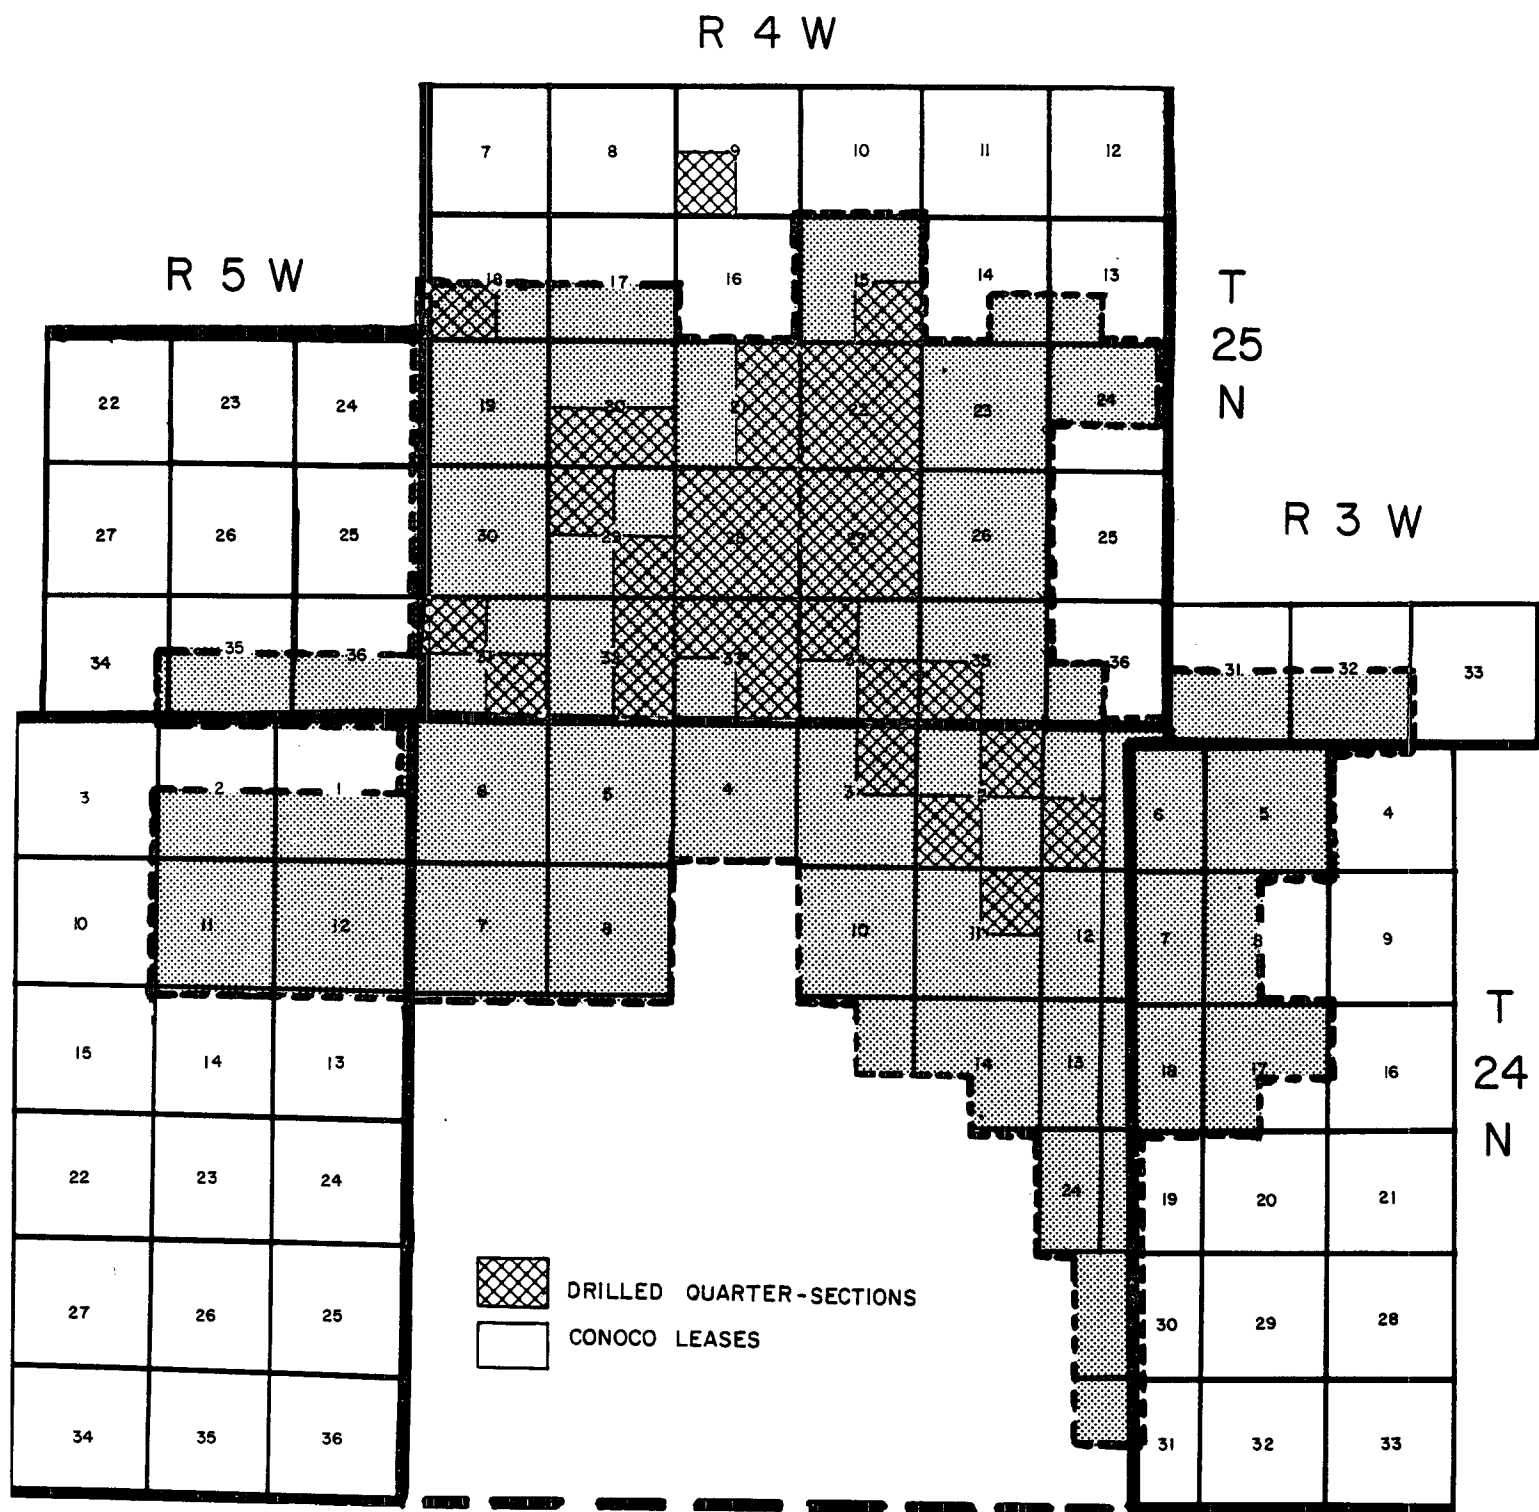 R 4 W
7 8 9 10 11 12
R 5 W
18 17 16 15 14 13
T
25
N
22 23 24 19 20 21 22 23 24
R 3 W
27 26 25 30 29 28 27 26 25
34 35 36 31 32 33 34 35 36 31 32 33
3 2 1 6 5 4 3 2 1 6 5 4
10 11 12 7 8 10 11 12 7 8 9
T
24
N
15 14 13 14 13 18 17 16
22 23 24 24 19 20 21
DRILLED QUARTER-SECTIONS
CONOCO LEASES
27 26 25 30 29 28
34 35 36 31 32 33